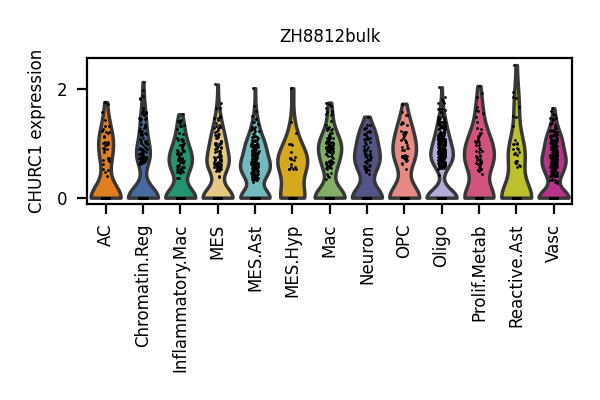 ZH8812bulk
CHURC1 expression
2
0
AC
Chromatin.Reg
Inflammatory.Mac
MES
MES.Ast
MES.Hyp
Mac
Neuron
OPC
Oligo
Prolif.Metab
Reactive.Ast
Vasc